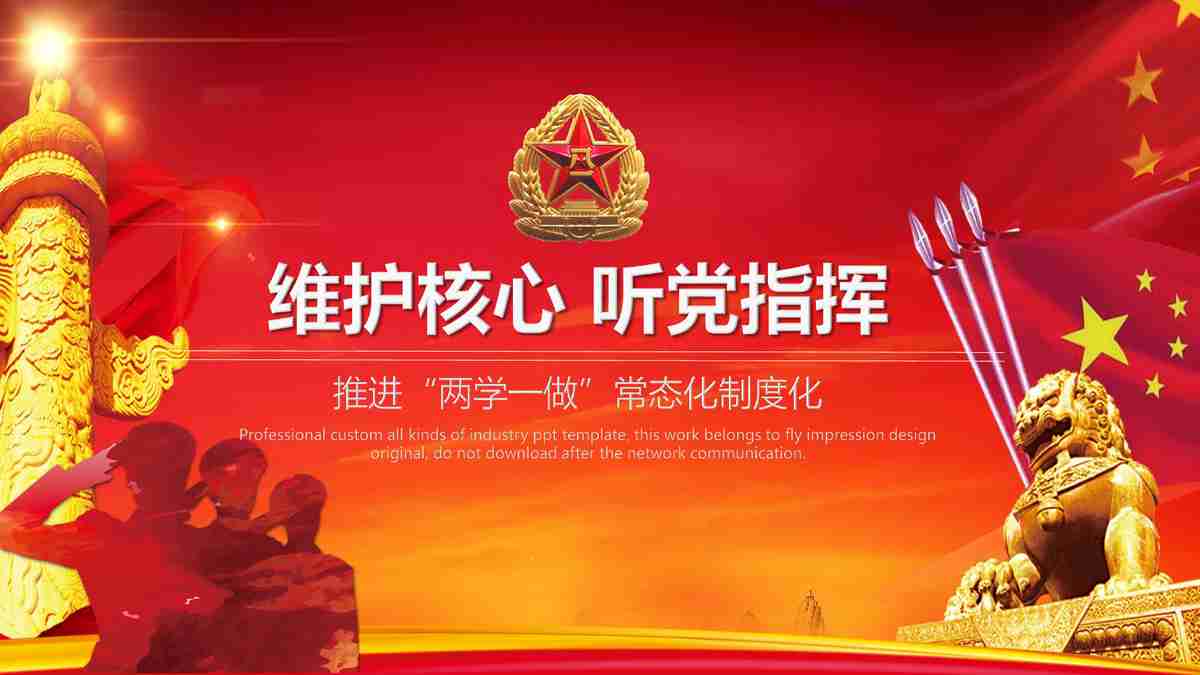 维护核心 听党指挥
推进“两学一做”常态化制度化
Professional custom all kinds of industry ppt template, this work belongs to fly impression design
original, do not download after the network communication.